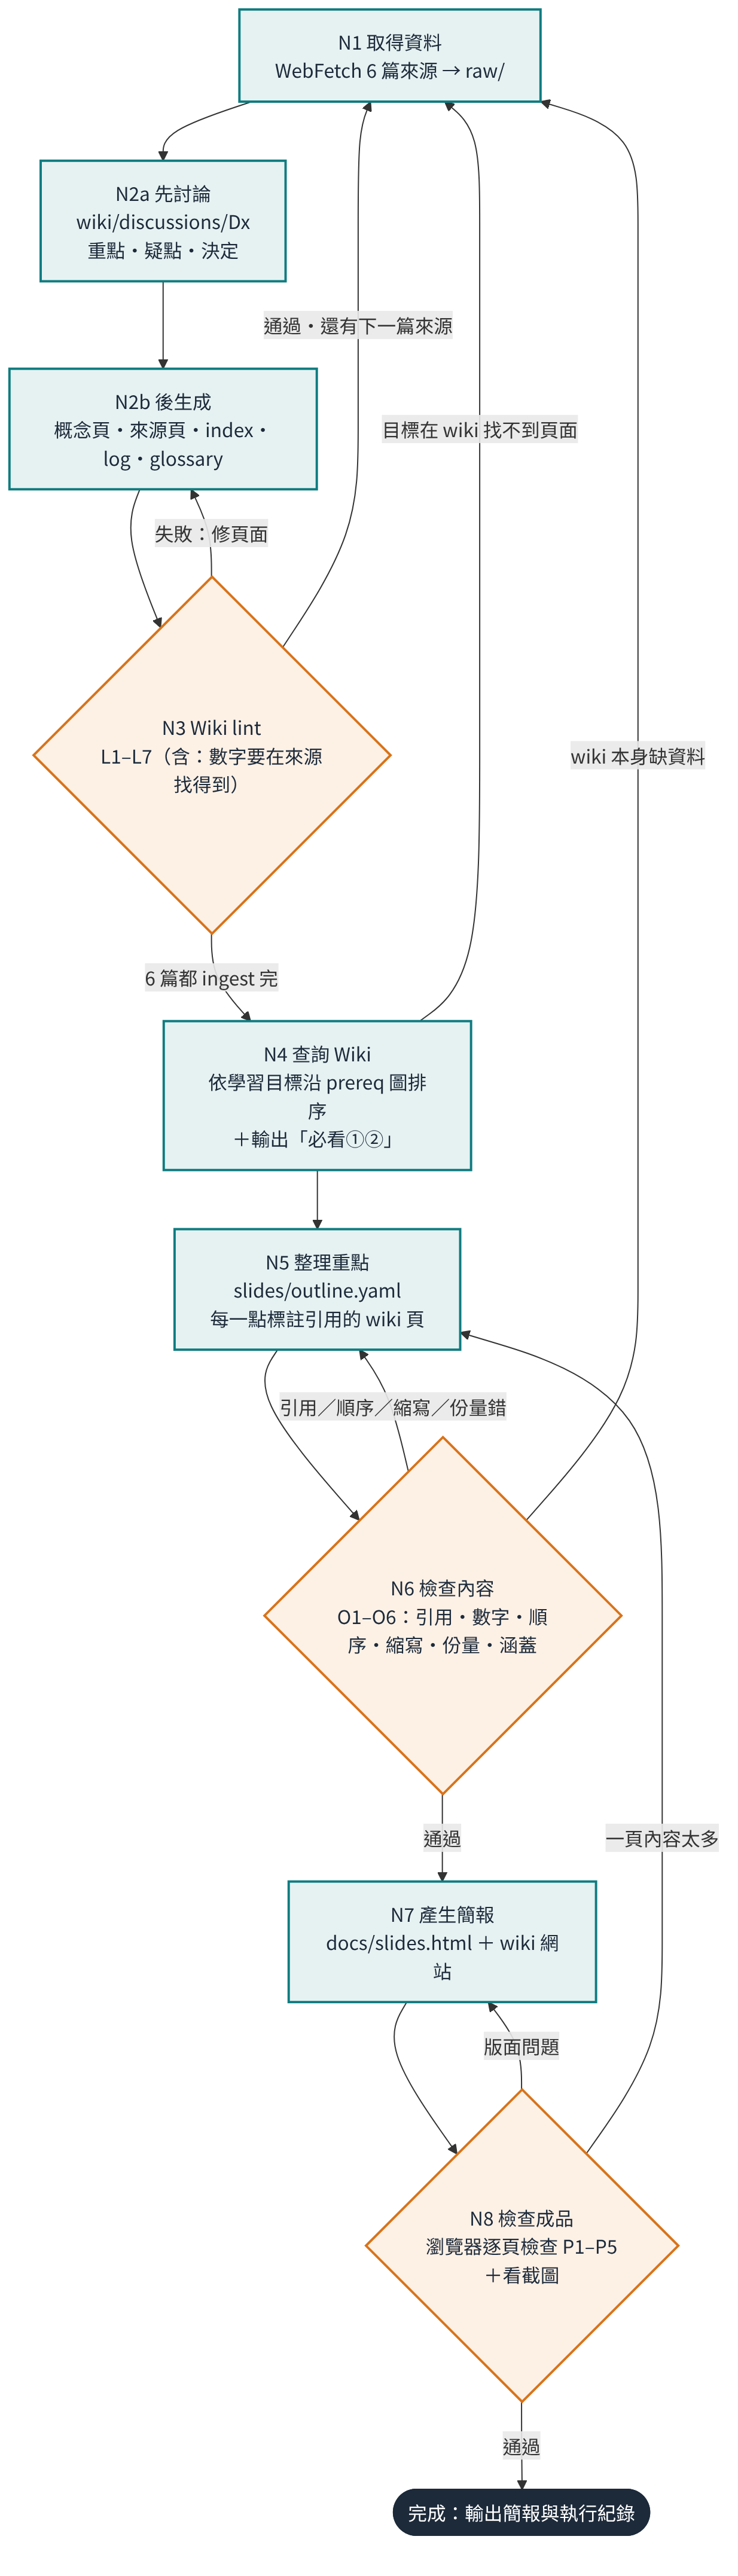 N1 取得資料
WebFetch 6 篇來源 → raw/
N2a 先討論
wiki/discussions/Dx
重點・疑點・決定
通過・還有下一篇來源
N2b 後生成
概念頁・來源頁・index・
log・glossary
目標在 wiki 找不到頁面
失敗：修頁面
N3 Wiki lint
L1–L7（含：數字要在來源
找得到）
wiki 本身缺資料
6 篇都 ingest 完
N4 查詢 Wiki
依學習目標沿 prereq 圖排
序
＋輸出「必看①②」
N5 整理重點
slides/outline.yaml
每一點標註引用的 wiki 頁
引用／順序／縮寫／份量錯
N6 檢查內容
O1–O6：引用・數字・順
序・縮寫・份量・涵蓋
通過
一頁內容太多
N7 產生簡報
docs/slides.html ＋ wiki 網
站
版面問題
N8 檢查成品
瀏覽器逐頁檢查 P1–P5
＋看截圖
通過
完成：輸出簡報與執行紀錄